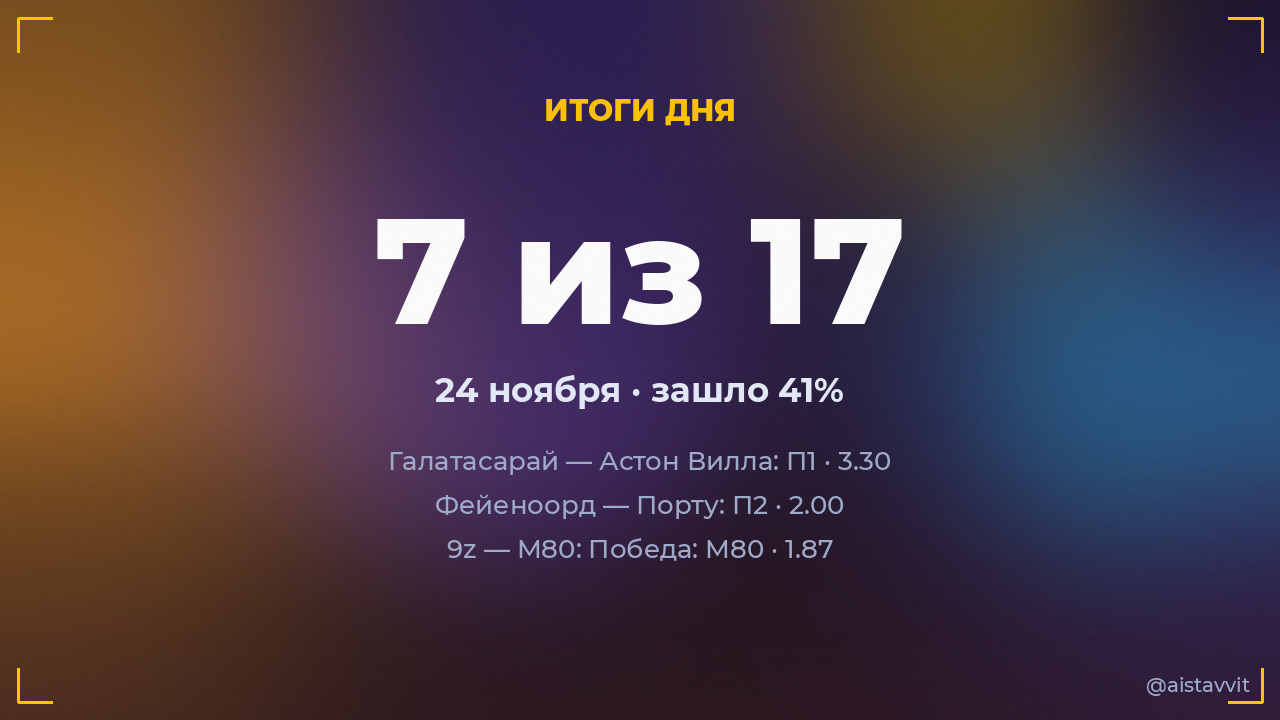 ИТОГИ ДНЯ
7 из 17
24 ноября · зашло 41%
Галатасарай — Астон Вилла: П1 · 3.30
Фейеноорд — Порту: П2 · 2.00
9z — M80: Победа: M80 · 1.87
@aistavvit